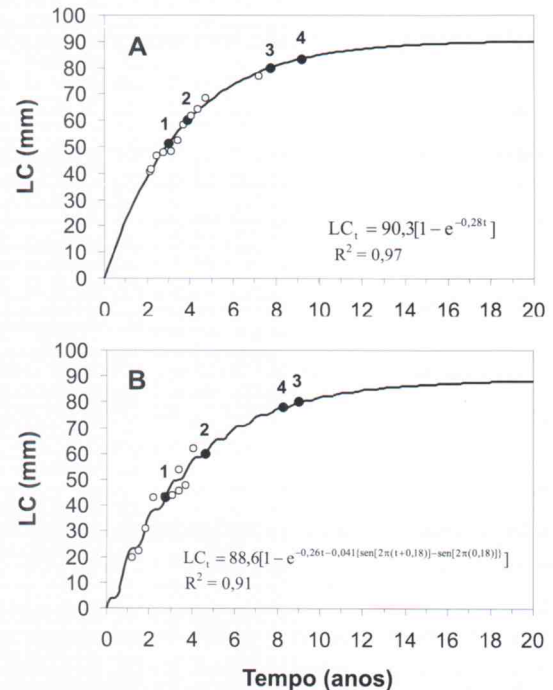 100
90
80
70
60
50
40
30
20
10
0
LC (mm)
A
1
2
3
4
LCₜ = 90,3[1 – e^(–0,28t)]
R² = 0,97
0 2 4 6 8 10 12 14 16 18 20
100
90
80
70
60
50
40
30
20
10
0
LC (mm)
B
1
2
4
3
LCₜ = 88,6[1 – e^(–0,26t–0,041{sen[2π(t+0,18)]–sen[2π(0,18)]})]
R² = 0,91
0 2 4 6 8 10 12 14 16 18 20
Tempo (anos)